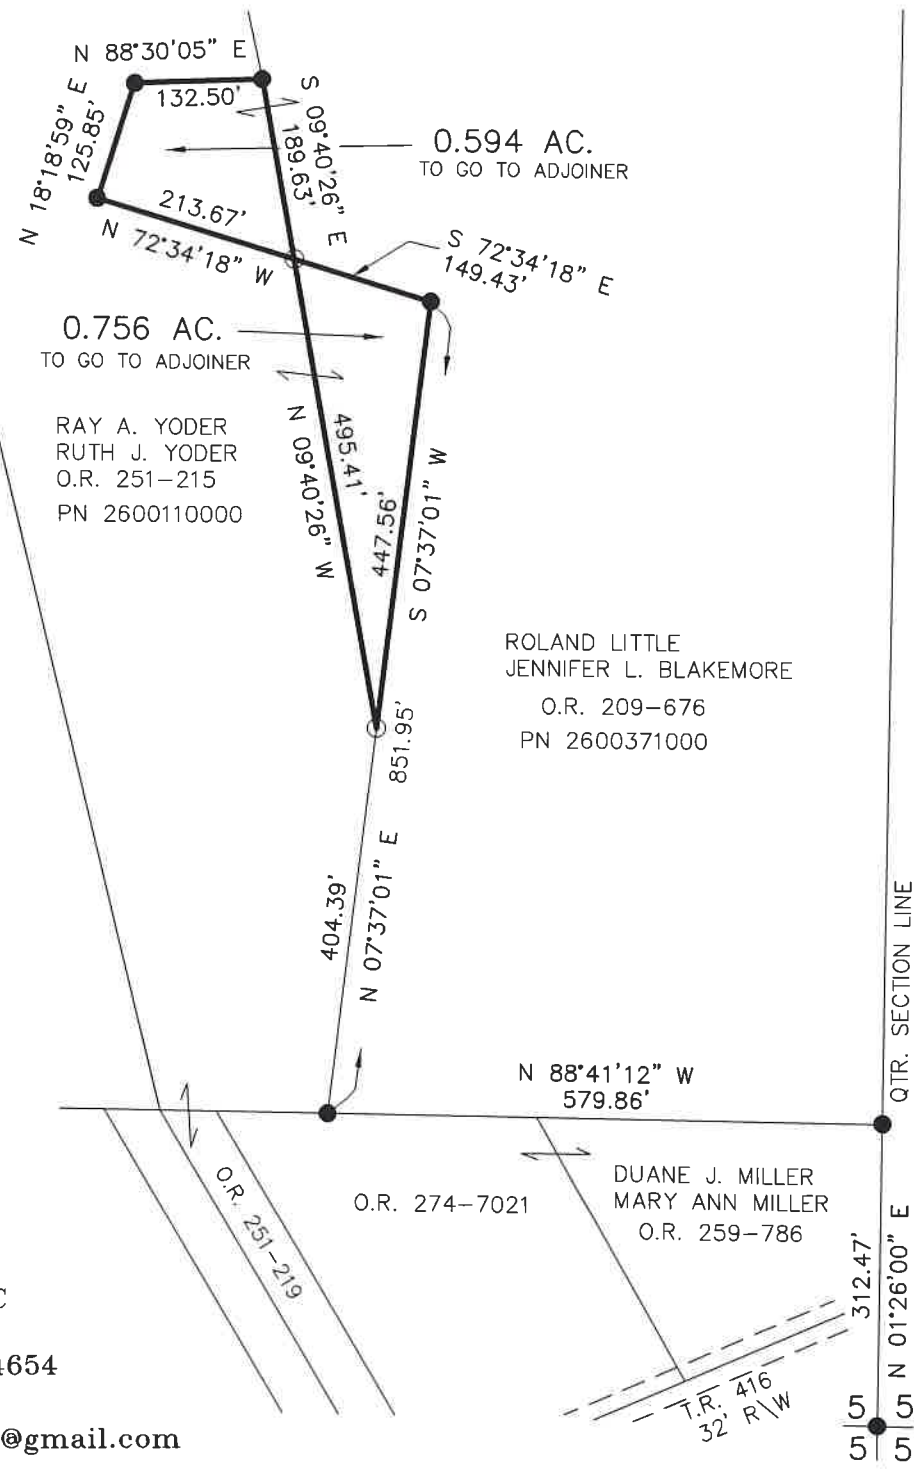 N 88°30'05" E
132.50'
N 18°18'59" E
125.85'
S 09°40'26" E
189.63'
0.594 AC.
TO GO TO ADJOINER
213.67'
N 72°34'18" W
S 72°34'18" E
149.43'
0.756 AC.
TO GO TO ADJOINER
RAY A. YODER
RUTH J. YODER
O.R. 251-215
PN 2600110000
N 09°40'26" W
495.41'
447.56'
S 07°37'01" W
ROLAND LITTLE
JENNIFER L. BLAKEMORE
O.R. 209-676
PN 2600371000
851.95'
404.39'
N 07°37'01" E
QTR. SECTION LINE
N 88°41'12" W
579.86'
O.R. 251-219
O.R. 274-7021
DUANE J. MILLER
MARY ANN MILLER
O.R. 259-786
312.47'
N 01°26'00" E
T.R. 416
32' R\W
5 5
5 5
C
4654
@gmail.com